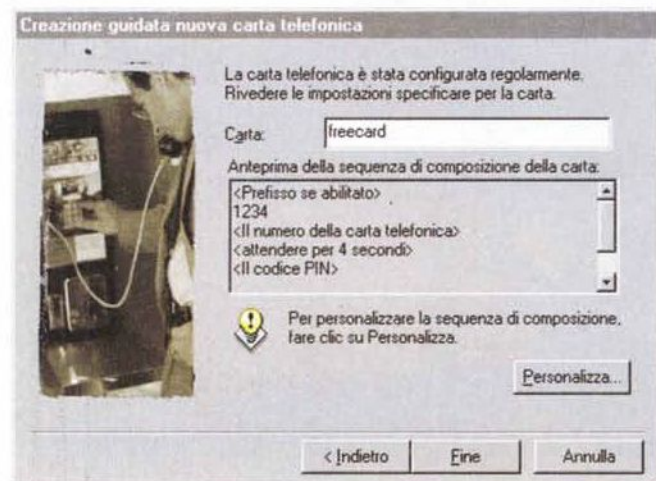 Creazione guidata nuova carta telefonica
La carta telefonica è stata configurata regolarmente.
Rivedere le impostazioni specificare per la carta.
Carta: freecard
Anteprima della sequenza di composizione della carta:
<Prefisso se abilitato>
1234
<Il numero della carta telefonica>
<attendere per 4 secondi>
<Il codice PIN>
Per personalizzare la sequenza di composizione,
fare clic su Personalizza.
Personalizza...
< Indietro Fine Annulla